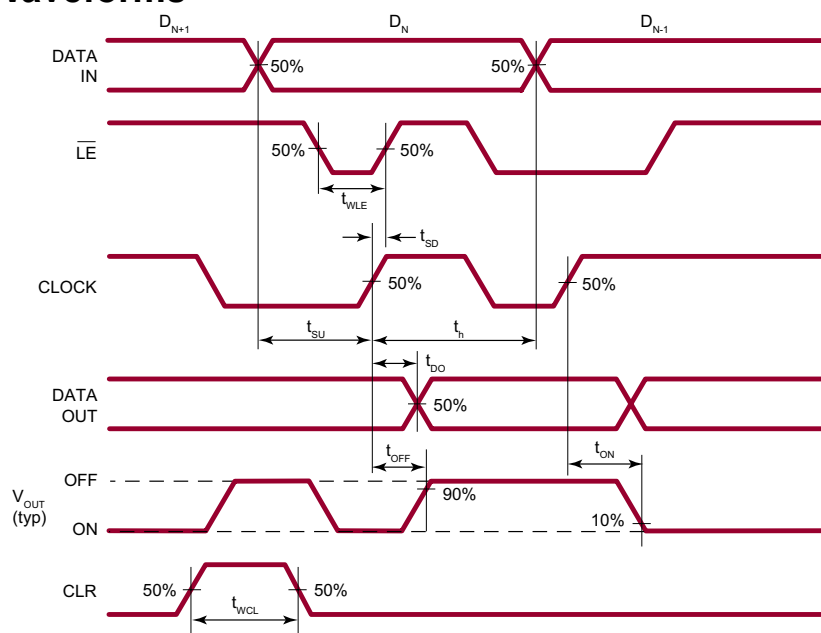 Waveforms
D_N+1 D_N D_N-1
DATA IN 50% 50%
L̅E̅ 50% 50%
t_WLE
t_SD
CLOCK 50% 50%
t_SU t_h
t_DO
DATA OUT 50%
t_OFF t_ON
V_OUT (typ) OFF 90%
ON 10%
CLR 50% 50%
t_WCL